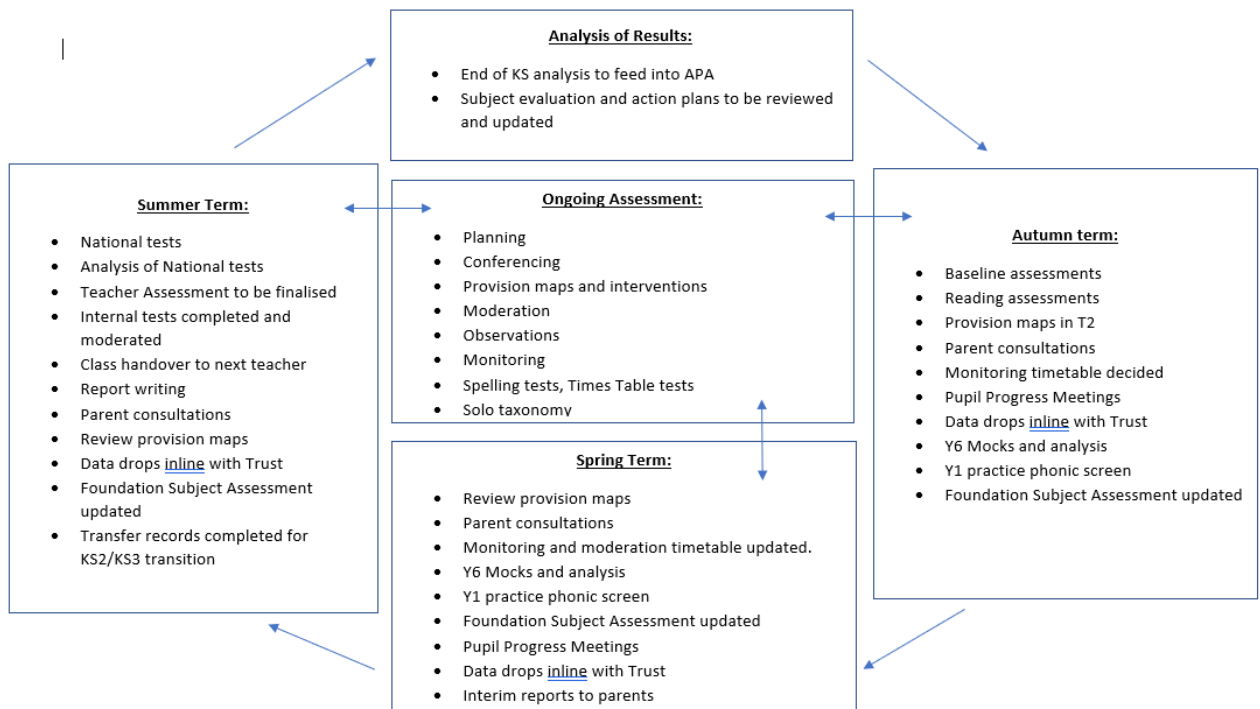 Analysis of Results:
• End of KS analysis to feed into APA
• Subject evaluation and action plans to be reviewed
and updated
Summer Term:
• National tests
• Analysis of National tests
• Teacher Assessment to be finalised
• Internal tests completed and
moderated
• Class handover to next teacher
• Report writing
• Parent consultations
• Review provision maps
• Data drops inline with Trust
• Foundation Subject Assessment
updated
• Transfer records completed for
KS2/KS3 transition
Ongoing Assessment:
• Planning
• Conferencing
• Provision maps and interventions
• Moderation
• Observations
• Monitoring
• Spelling tests, Times Table tests
• Solo taxonomy
Autumn term:
• Baseline assessments
• Reading assessments
• Provision maps in T2
• Parent consultations
• Monitoring timetable decided
• Pupil Progress Meetings
• Data drops inline with Trust
• Y6 Mocks and analysis
• Y1 practice phonic screen
• Foundation Subject Assessment updated
Spring Term:
• Review provision maps
• Parent consultations
• Monitoring and moderation timetable updated.
• Y6 Mocks and analysis
• Y1 practice phonic screen
• Foundation Subject Assessment updated
• Pupil Progress Meetings
• Data drops inline with Trust
• Interim reports to parents